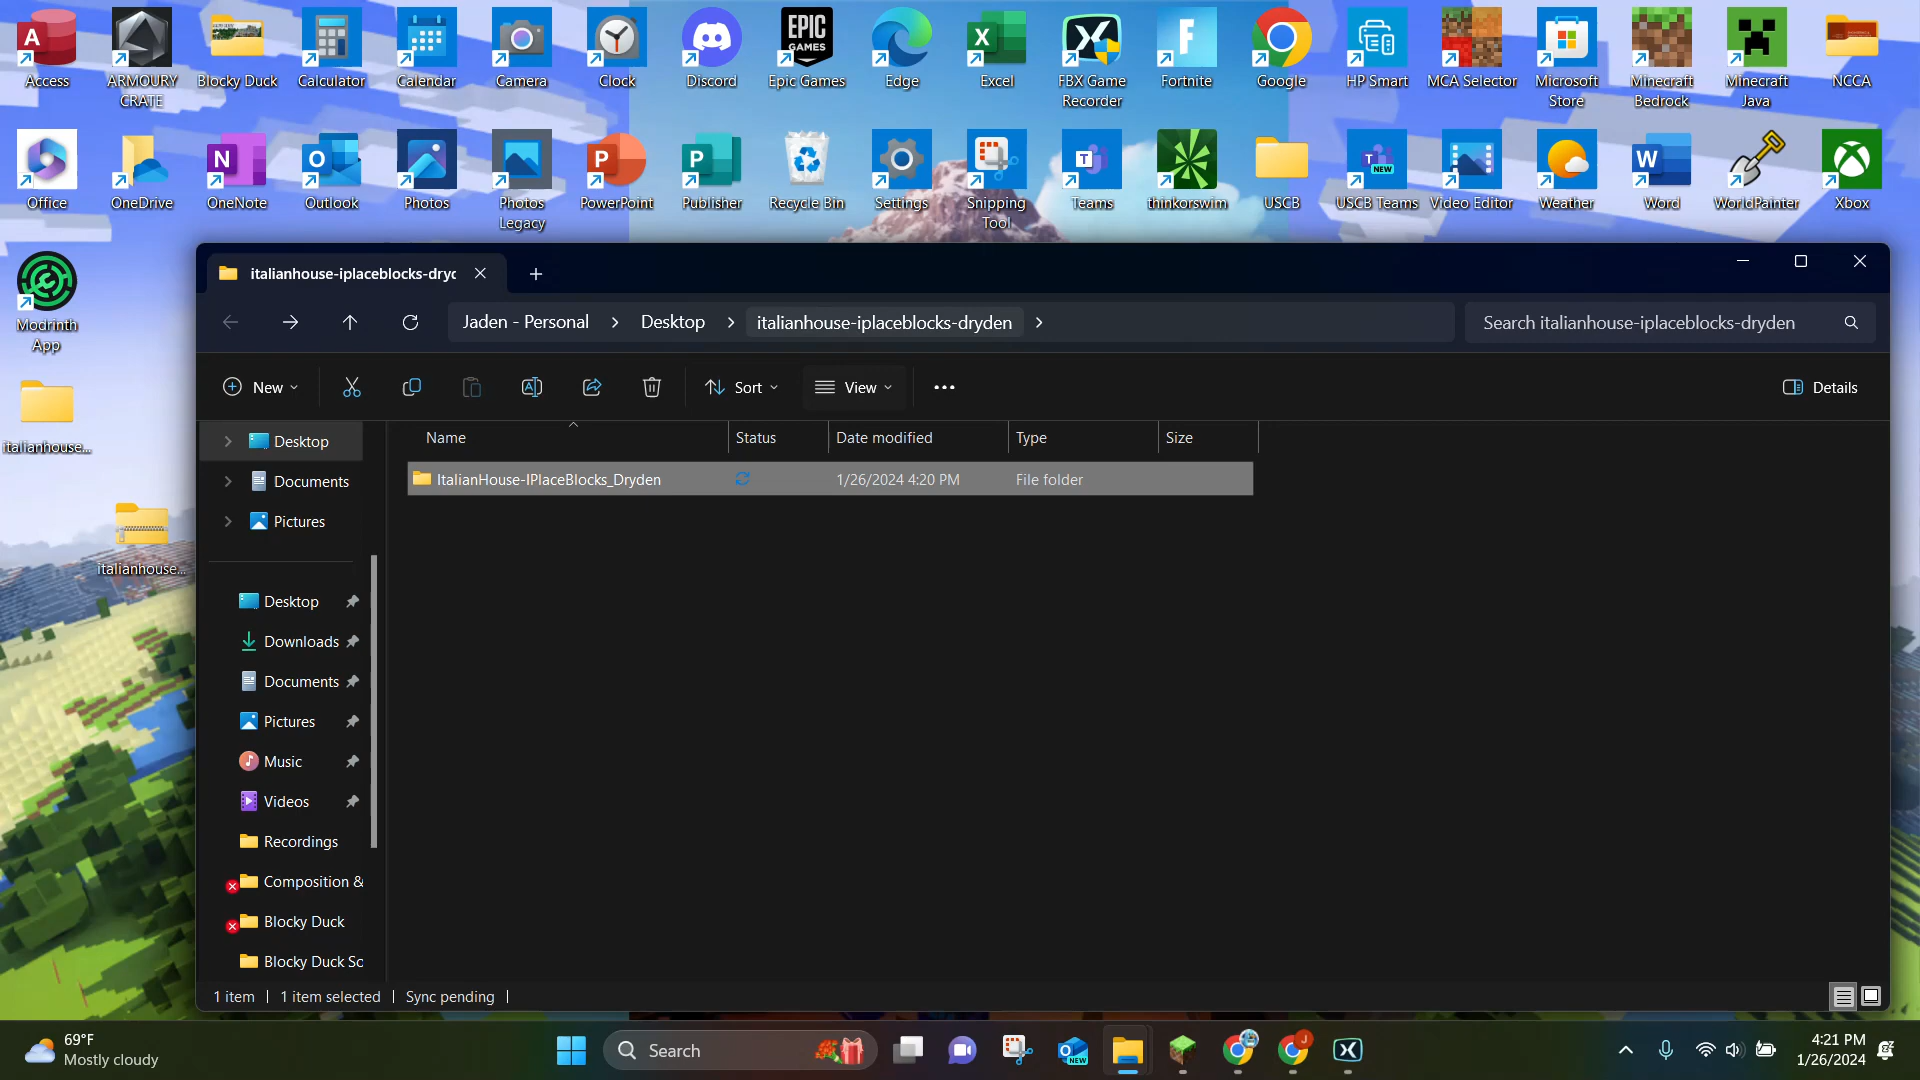 Access
ARMOURY
CRATE
Blocky Duck
Calculator
Calendar
Camera
Clock
Discord
Epic Games
Edge
Excel
FBX Game
Recorder
Fortnite
Google
HP Smart
MCA Selector
Microsoft
Store
Minecraft
Bedrock
Minecraft
Java
NCCA
Office
OneDrive
OneNote
Outlook
Photos
Photos
Legacy
PowerPoint
Publisher
Recycle Bin
Settings
Snipping
Tool
Teams
thinkorswim
USCB
USCB Teams
Video Editor
Weather
Word
WorldPainter
Xbox
Modrinth
App
italianhouse...
italianhouse...
italianhouse-iplaceblocks-dryd
Jaden - Personal > Desktop > italianhouse-iplaceblocks-dryden >
Search italianhouse-iplaceblocks-dryden
New
Sort
View
Details
Desktop
Documents
Pictures
Desktop
Downloads
Documents
Pictures
Music
Videos
Recordings
Composition &
Blocky Duck
Blocky Duck Sc
Name Status Date modified Type Size
ItalianHouse-IPlaceBlocks_Dryden 1/26/2024 4:20 PM File folder
1 item | 1 item selected | Sync pending |
69°F
Mostly cloudy
Search
4:21 PM
1/26/2024